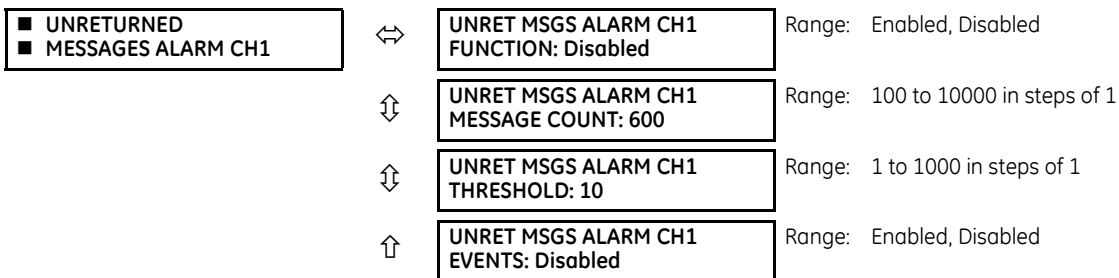 ■ UNRETURNED
■ MESSAGES ALARM CH1
UNRET MSGS ALARM CH1
FUNCTION: Disabled
Range: Enabled, Disabled
UNRET MSGS ALARM CH1
MESSAGE COUNT: 600
Range: 100 to 10000 in steps of 1
UNRET MSGS ALARM CH1
THRESHOLD: 10
Range: 1 to 1000 in steps of 1
UNRET MSGS ALARM CH1
EVENTS: Disabled
Range: Enabled, Disabled